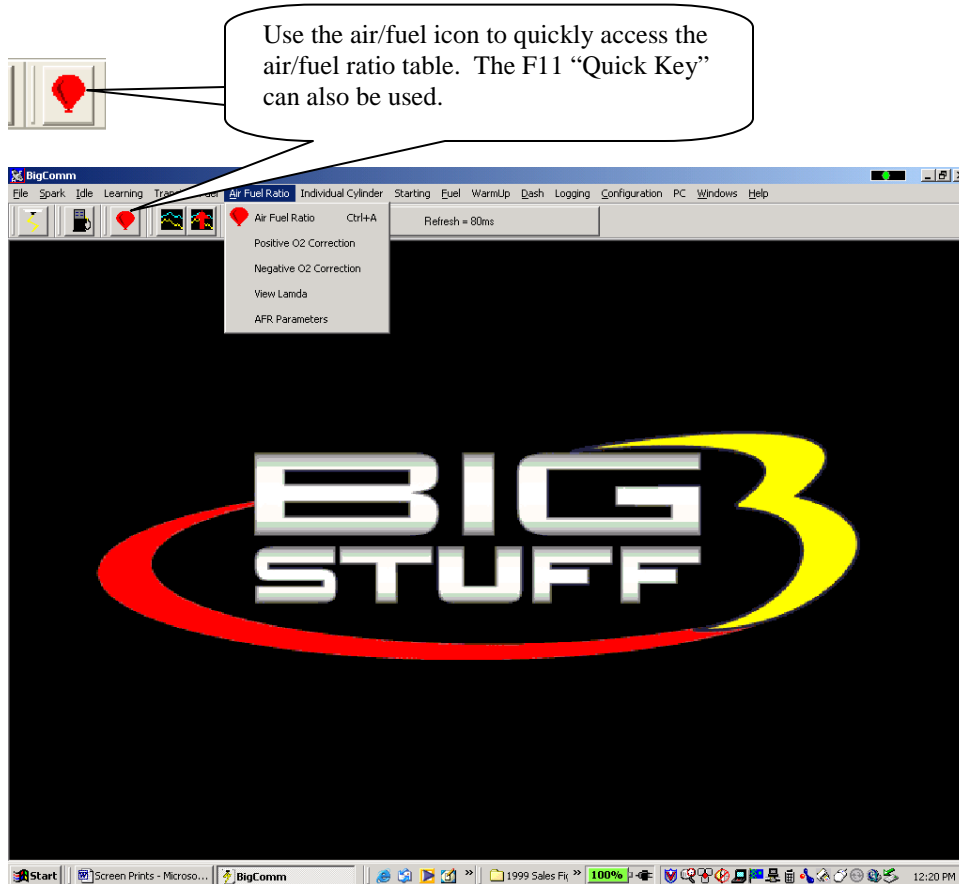 Use the air/fuel icon to quickly access the
air/fuel ratio table. The F11 “Quick Key”
can also be used.
BigComm
File Spark Idle Learning Air Fuel Ratio Individual Cylinder Starting Fuel WarmUp Dash Logging Configuration PC Windows Help
Refresh = 80ms
Air Fuel Ratio Ctrl+A
Positive O2 Correction
Negative O2 Correction
View Lamda
AFR Parameters
BIG 3
STUFF
Start Screen Prints - Microso... BigComm » 1999 Sales Fi » 100% 12:20 PM